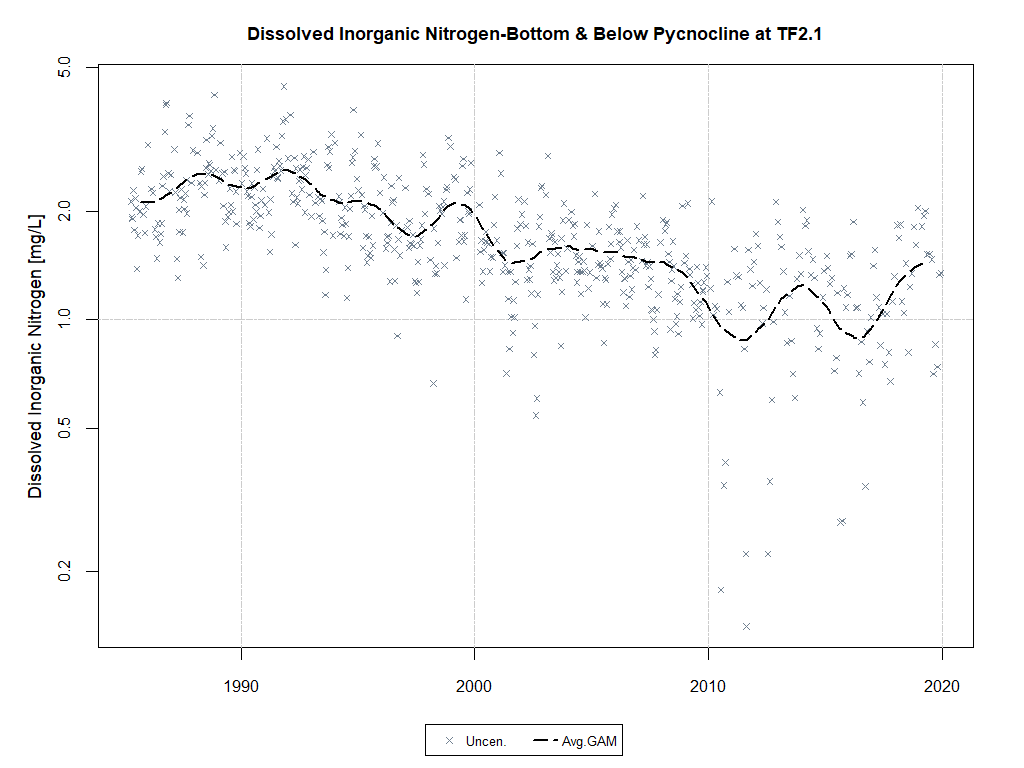 Dissolved Inorganic Nitrogen-Bottom & Below Pycnocline at TF2.1
Dissolved Inorganic Nitrogen [mg/L]
5.0
2.0
1.0
0.5
0.2
1990 2000 2010 2020
Uncen. Avg.GAM